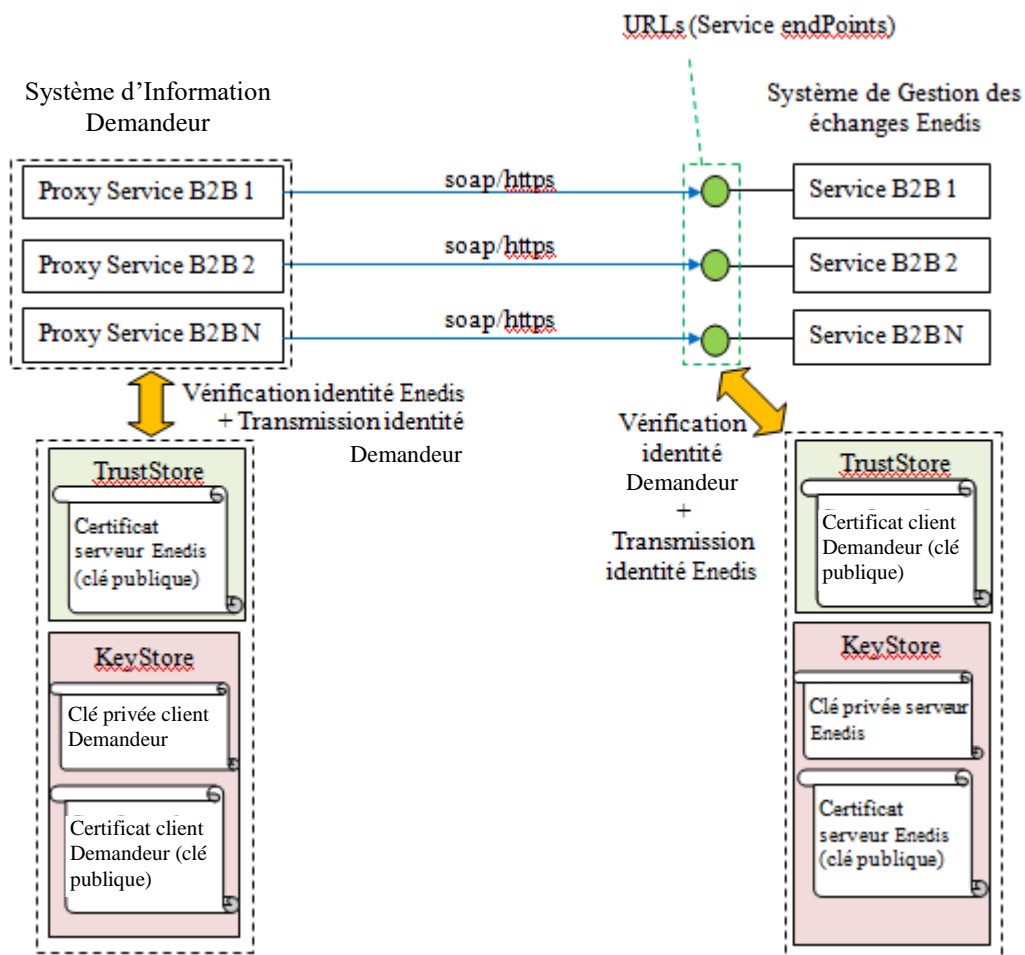 URLs (Service endPoints)
Système d'Information
Demandeur
Système de Gestion des
échanges Enedis
Proxy Service B2B 1
soap/https
Service B2B 1
Proxy Service B2B 2
soap/https
Service B2B 2
Proxy Service B2B N
soap/https
Service B2B N
Vérification identité Enedis
+ Transmission identité
Demandeur
Vérification
identité
Demandeur
+
Transmission
identité Enedis
TrustStore
Certificat
serveur Enedis
(clé publique)
KeyStore
Clé privée client
Demandeur
Certificat client
Demandeur (clé
publique)
TrustStore
Certificat client
Demandeur (clé
publique)
KeyStore
Clé privée serveur
Enedis
Certificat
serveur Enedis
(clé publique)